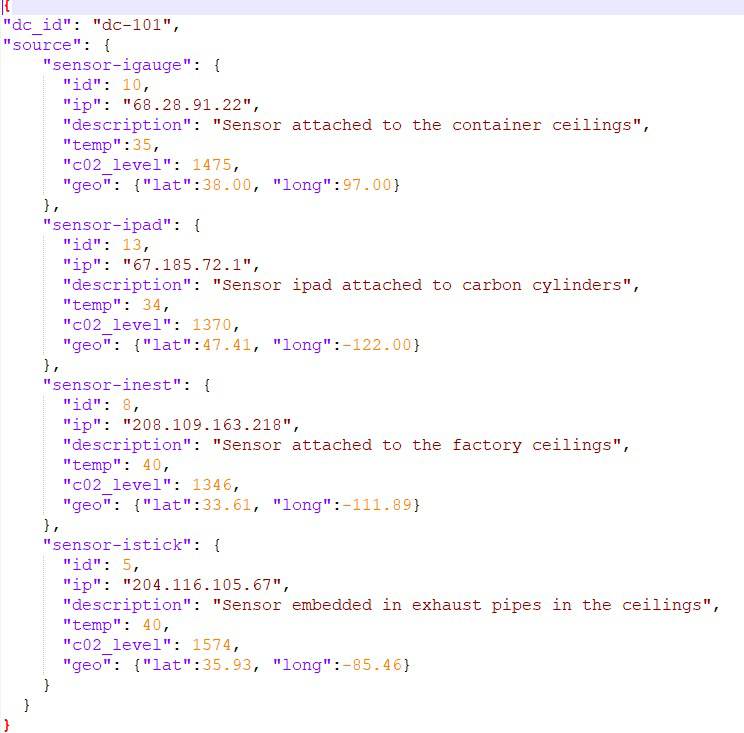 {
"dc_id": "dc-101",
"source": {
    "sensor-igauge": {
      "id": 10,
      "ip": "68.28.91.22",
      "description": "Sensor attached to the container ceilings",
      "temp":35,
      "c02_level": 1475,
      "geo": {"lat":38.00, "long":97.00}
    },
    "sensor-ipad": {
      "id": 13,
      "ip": "67.185.72.1",
      "description": "Sensor ipad attached to carbon cylinders",
      "temp": 34,
      "c02_level": 1370,
      "geo": {"lat":47.41, "long":-122.00}
    },
    "sensor-inest": {
      "id": 8,
      "ip": "208.109.163.218",
      "description": "Sensor attached to the factory ceilings",
      "temp": 40,
      "c02_level": 1346,
      "geo": {"lat":33.61, "long":-111.89}
    },
    "sensor-istick": {
      "id": 5,
      "ip": "204.116.105.67",
      "description": "Sensor embedded in exhaust pipes in the ceilings",
      "temp": 40,
      "c02_level": 1574,
      "geo": {"lat":35.93, "long":-85.46}
    }
  }
}